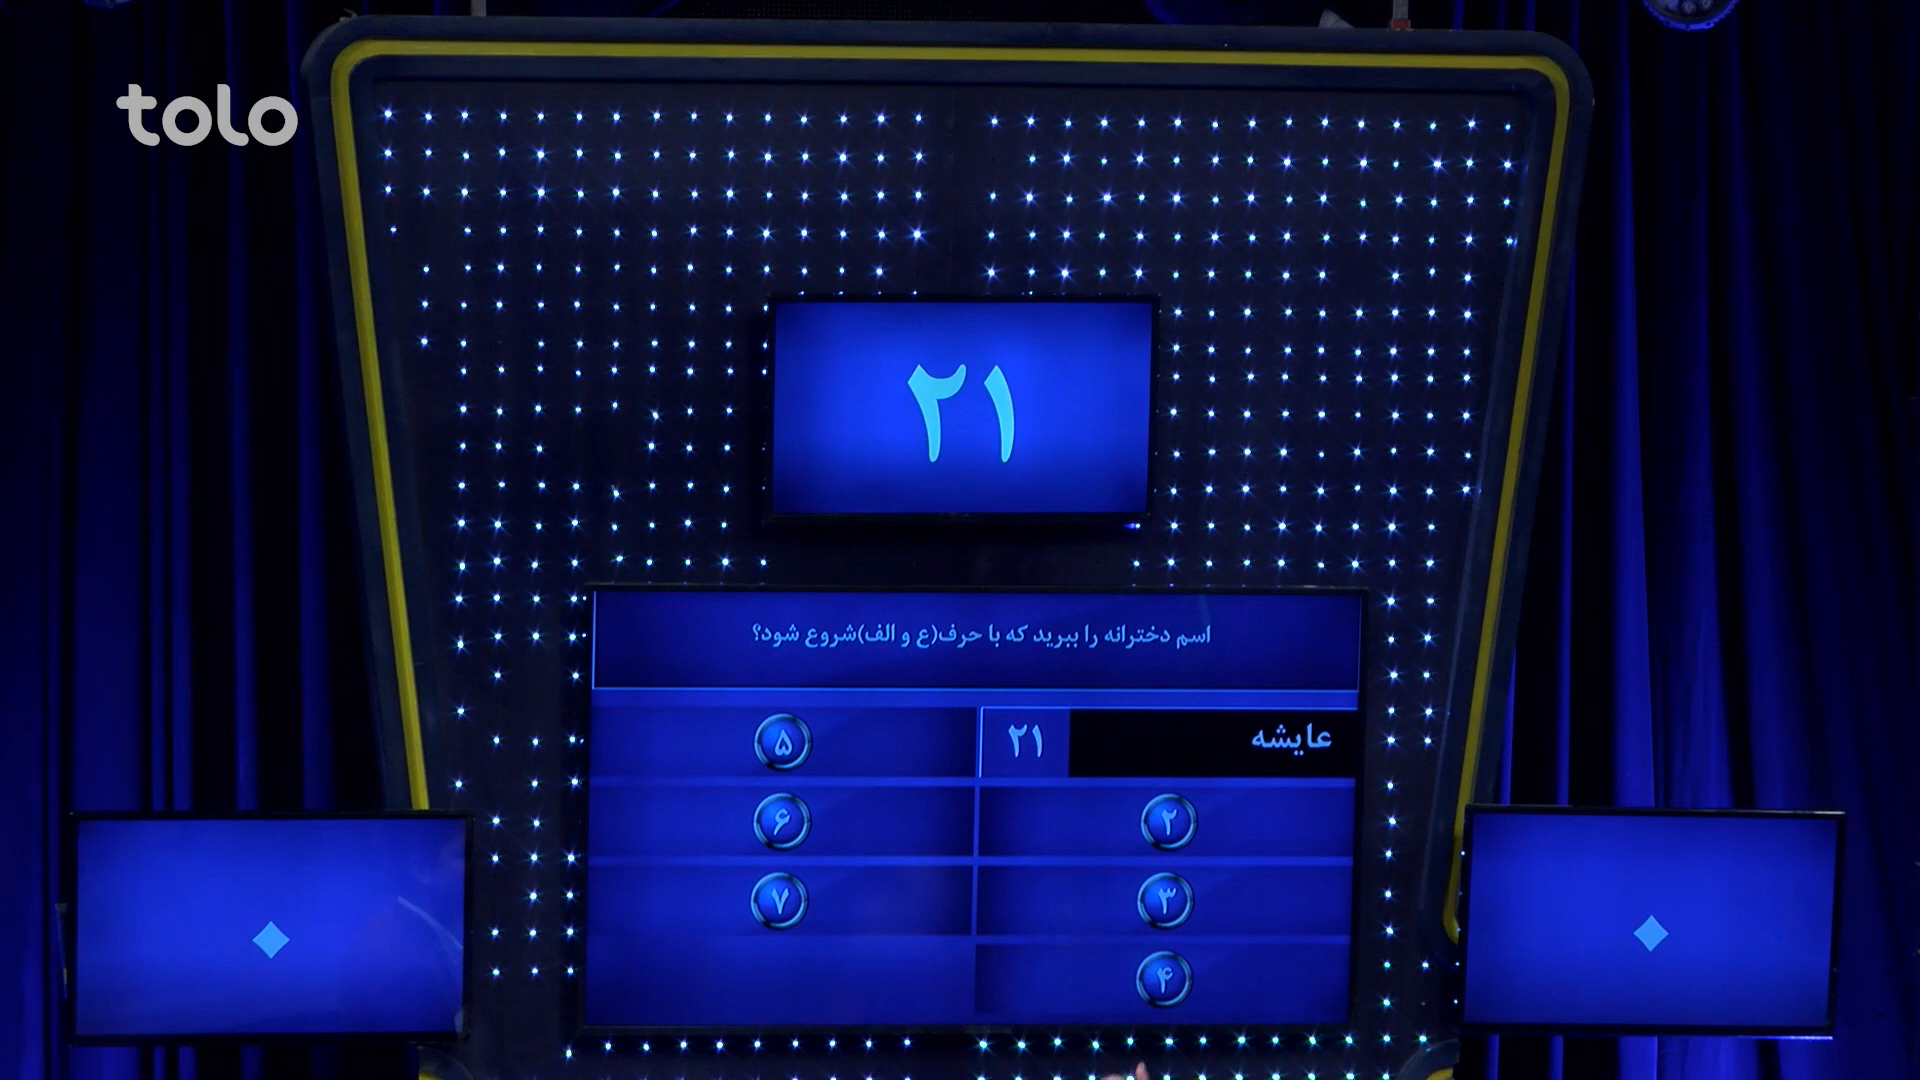 tolo
۲۱
اسم دخترانه را ببرید که با حرف(ع و الف)شروع شود؟
عایشه ۲۱
۲
۳
۴
۵
۶
۷